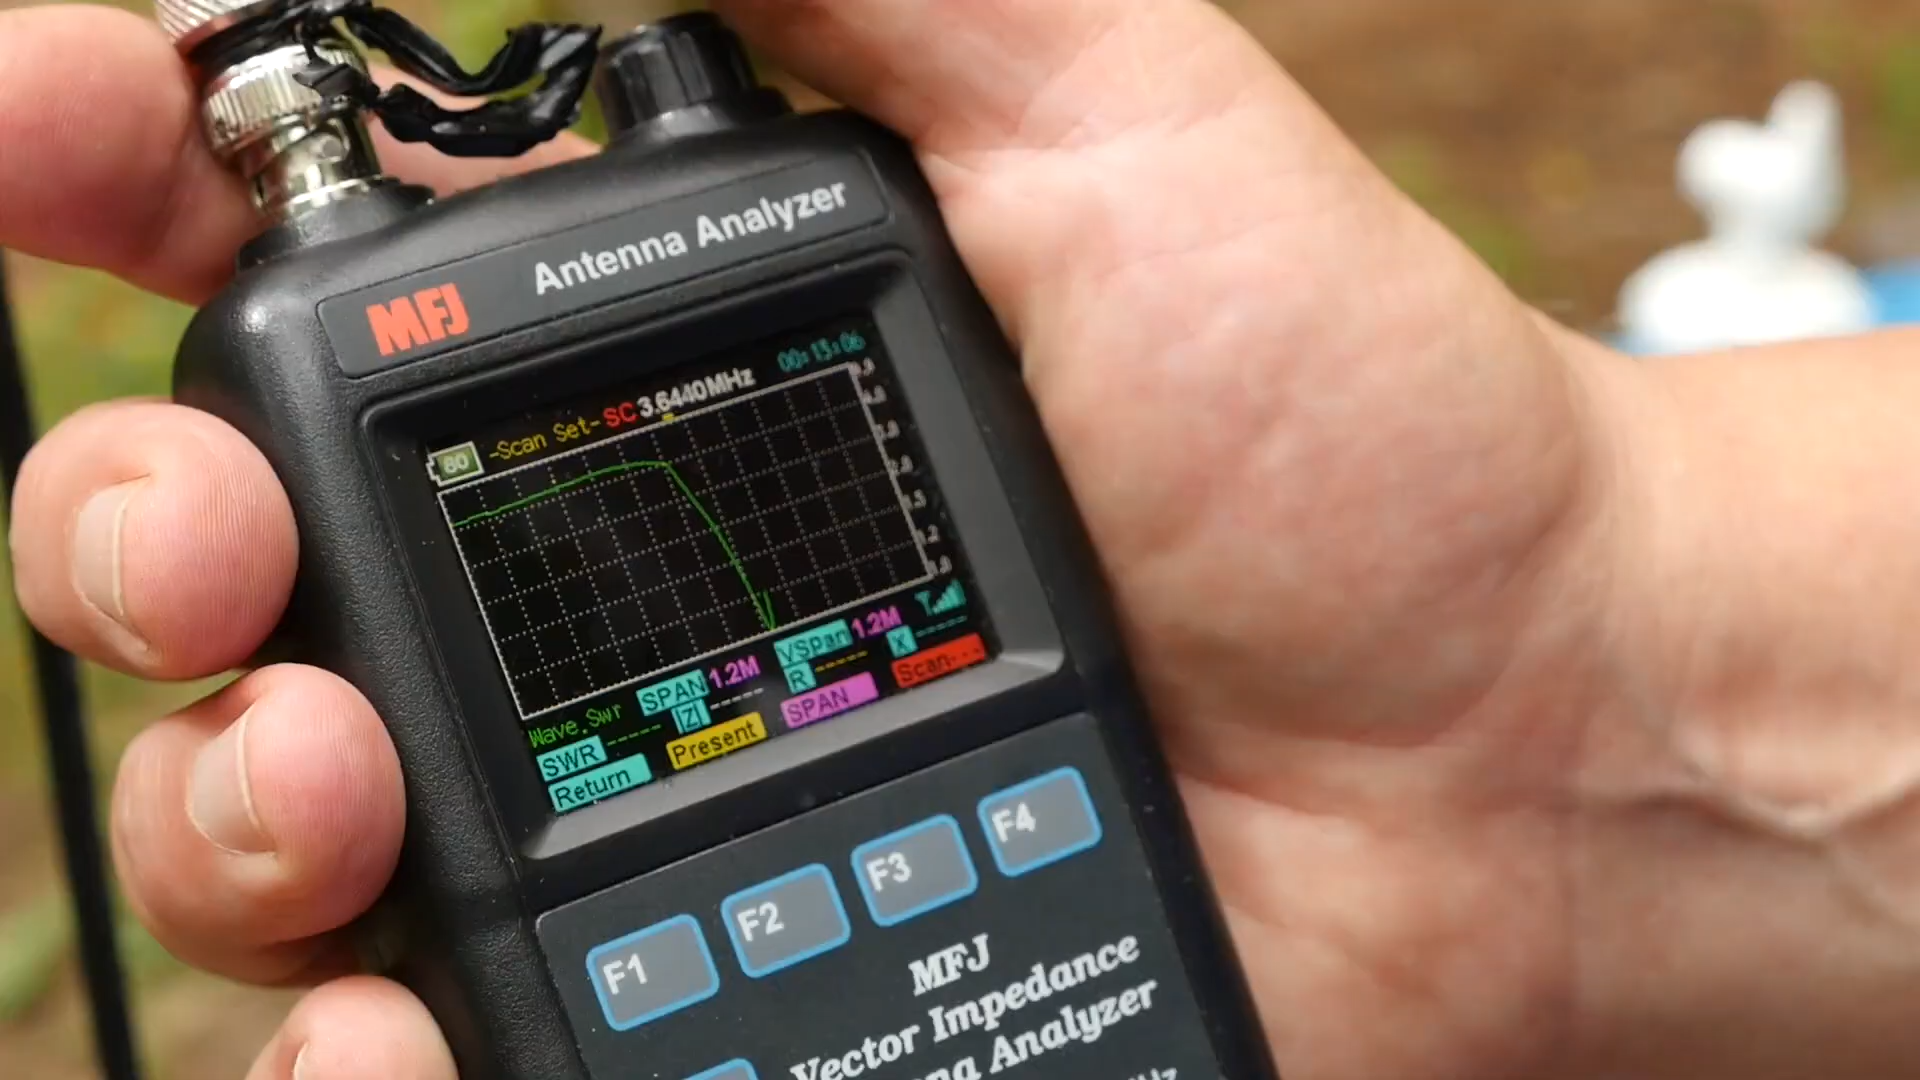 Antenna Analyzer
MFJ
80 -Scan Set- SC 3.6440MHz 00:15:06
Wave.Swr SPAN 1.2M VSpan 1.2M
SWR ----- |Z| ----- R ----- X -----
Return Present SPAN Scan---
F1 F2 F3 F4
MFJ
Vector Impedance
Analyzer